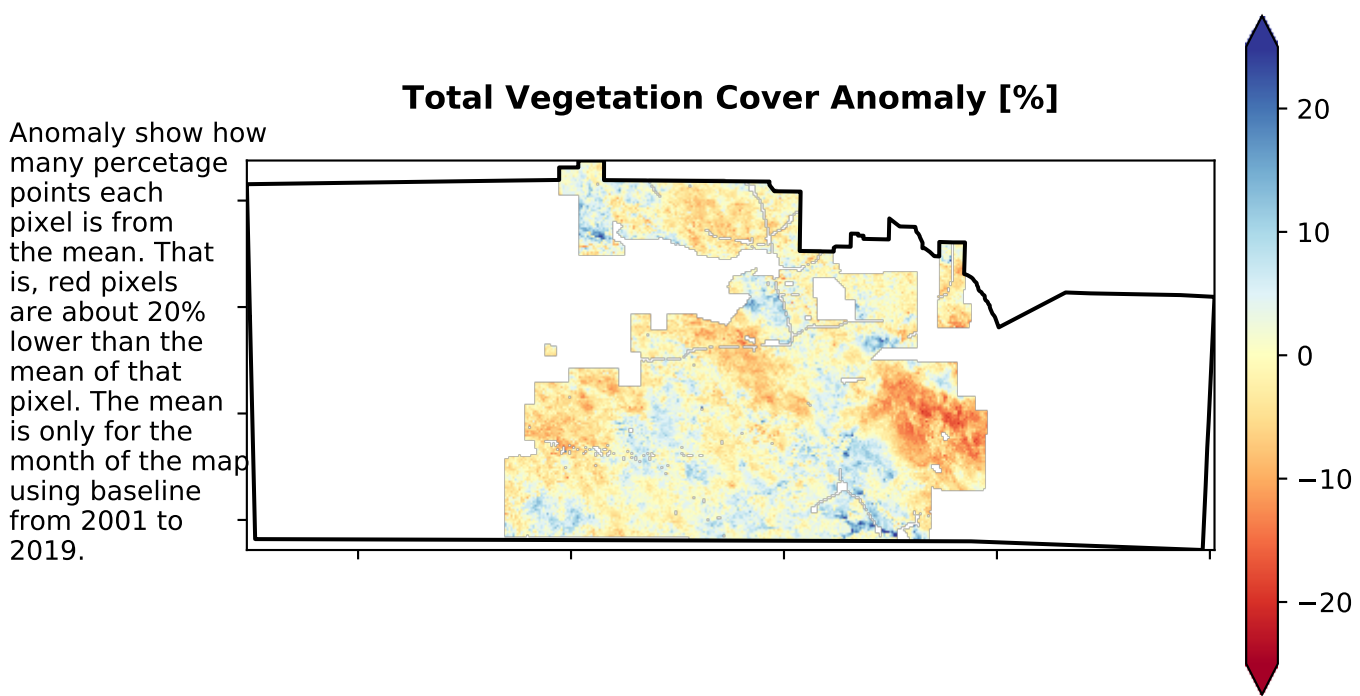 Total Vegetation Cover Anomaly [%]
Anomaly show how
many percetage
points each
pixel is from
the mean. That
is, red pixels
are about 20%
lower than the
mean of that
pixel. The mean
is only for the
month of the map
using baseline
from 2001 to
2019.
20
10
0
−10
−20